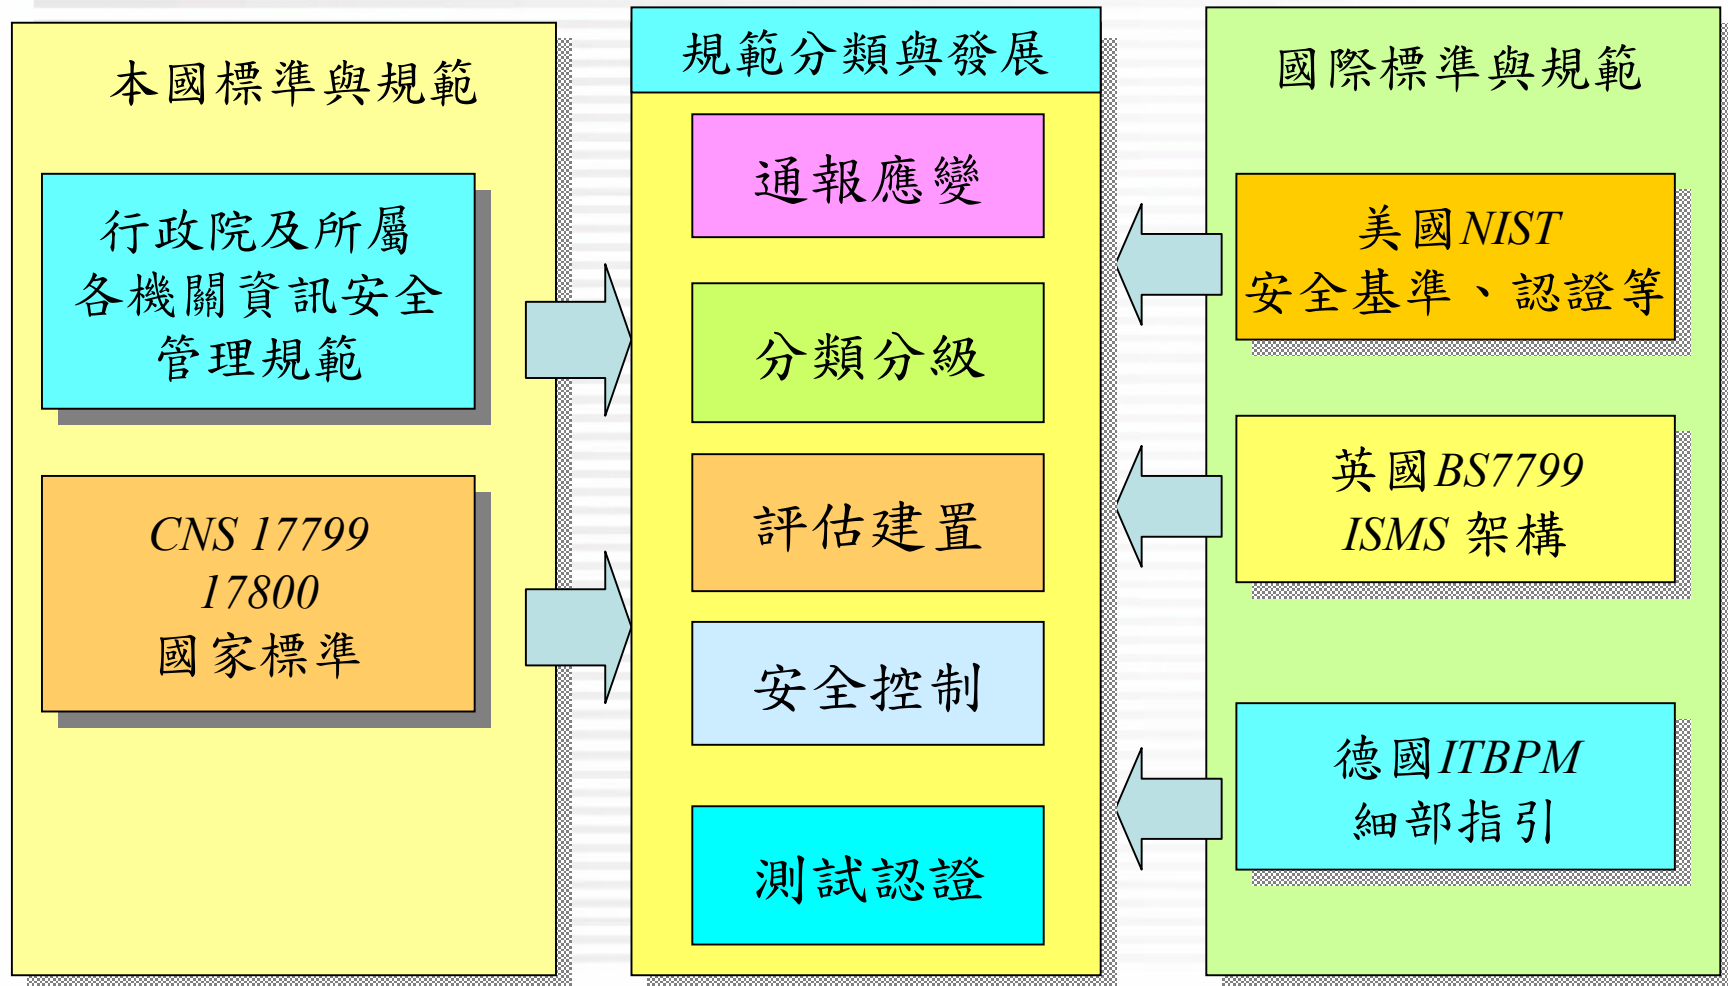 本國標準與規範
行政院及所屬
各機關資訊安全
管理規範
CNS 17799
17800
國家標準
規範分類與發展
通報應變
分類分級
評估建置
安全控制
測試認證
國際標準與規範
美國NIST
安全基準、認證等
英國BS7799
ISMS 架構
德國ITBPM
細部指引